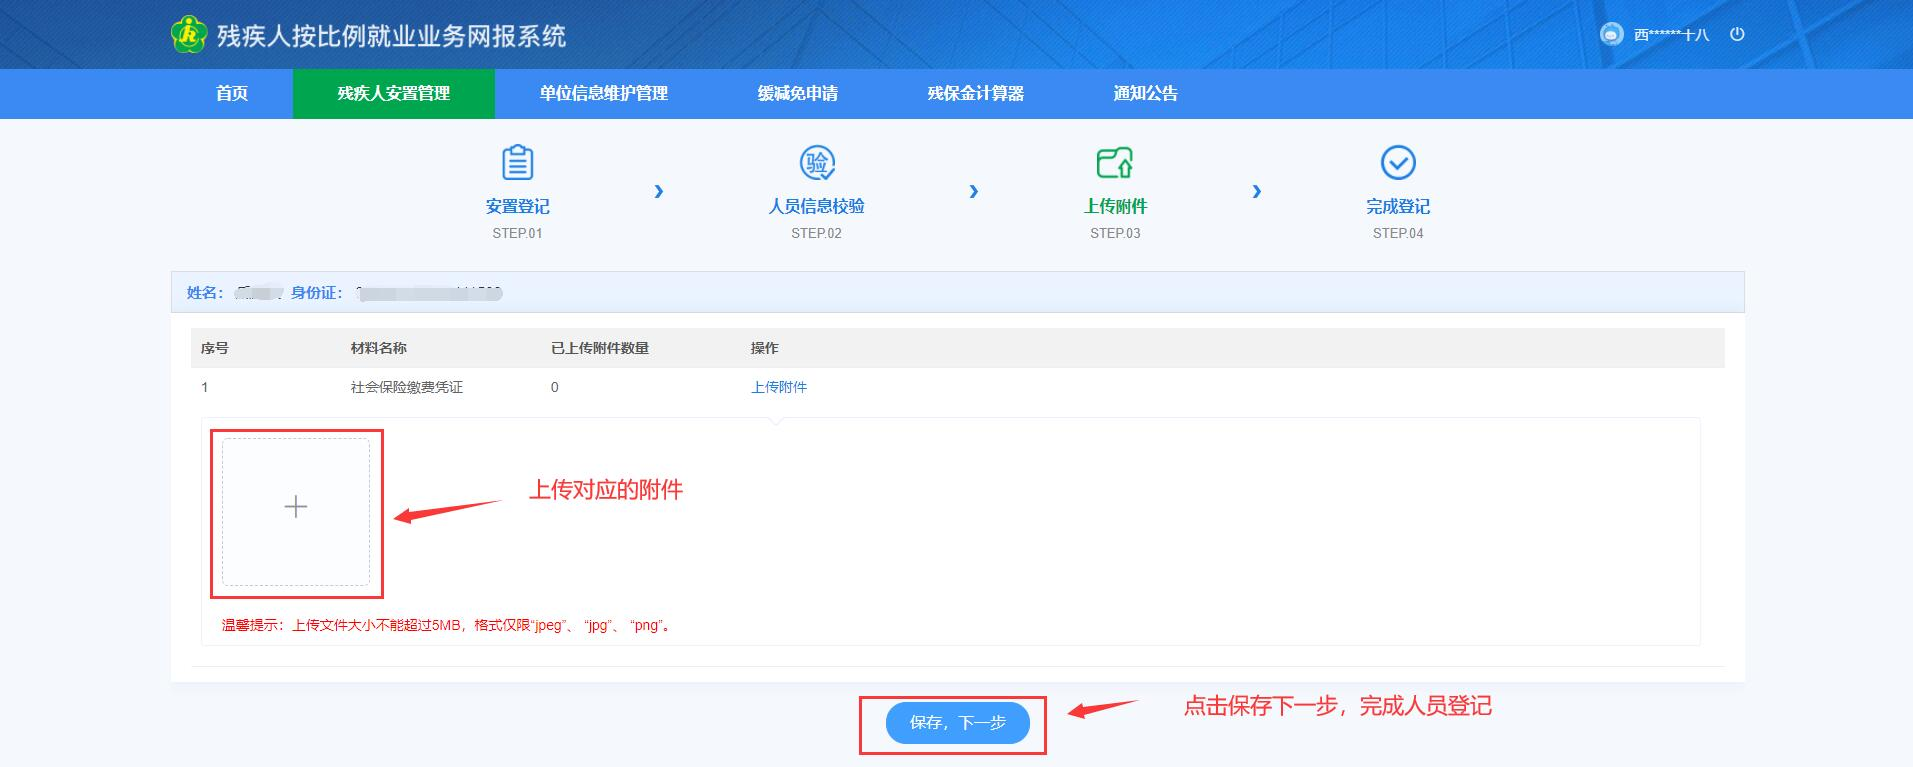 残疾人按比例就业业务网报系统
西******十八
首页 残疾人安置管理 单位信息维护管理 缓减免申请 残保金计算器 通知公告
验
安置登记 人员信息校验 上传附件 完成登记
STEP.01 STEP.02 STEP.03 STEP.04
姓名： 身份证：
序号 材料名称 已上传附件数量 操作
1 社会保险缴费凭证 0 上传附件
上传对应的附件
温馨提示：上传文件大小不能超过5MB，格式仅限“jpeg”、“jpg”、“png”。
保存，下一步
点击保存下一步，完成人员登记